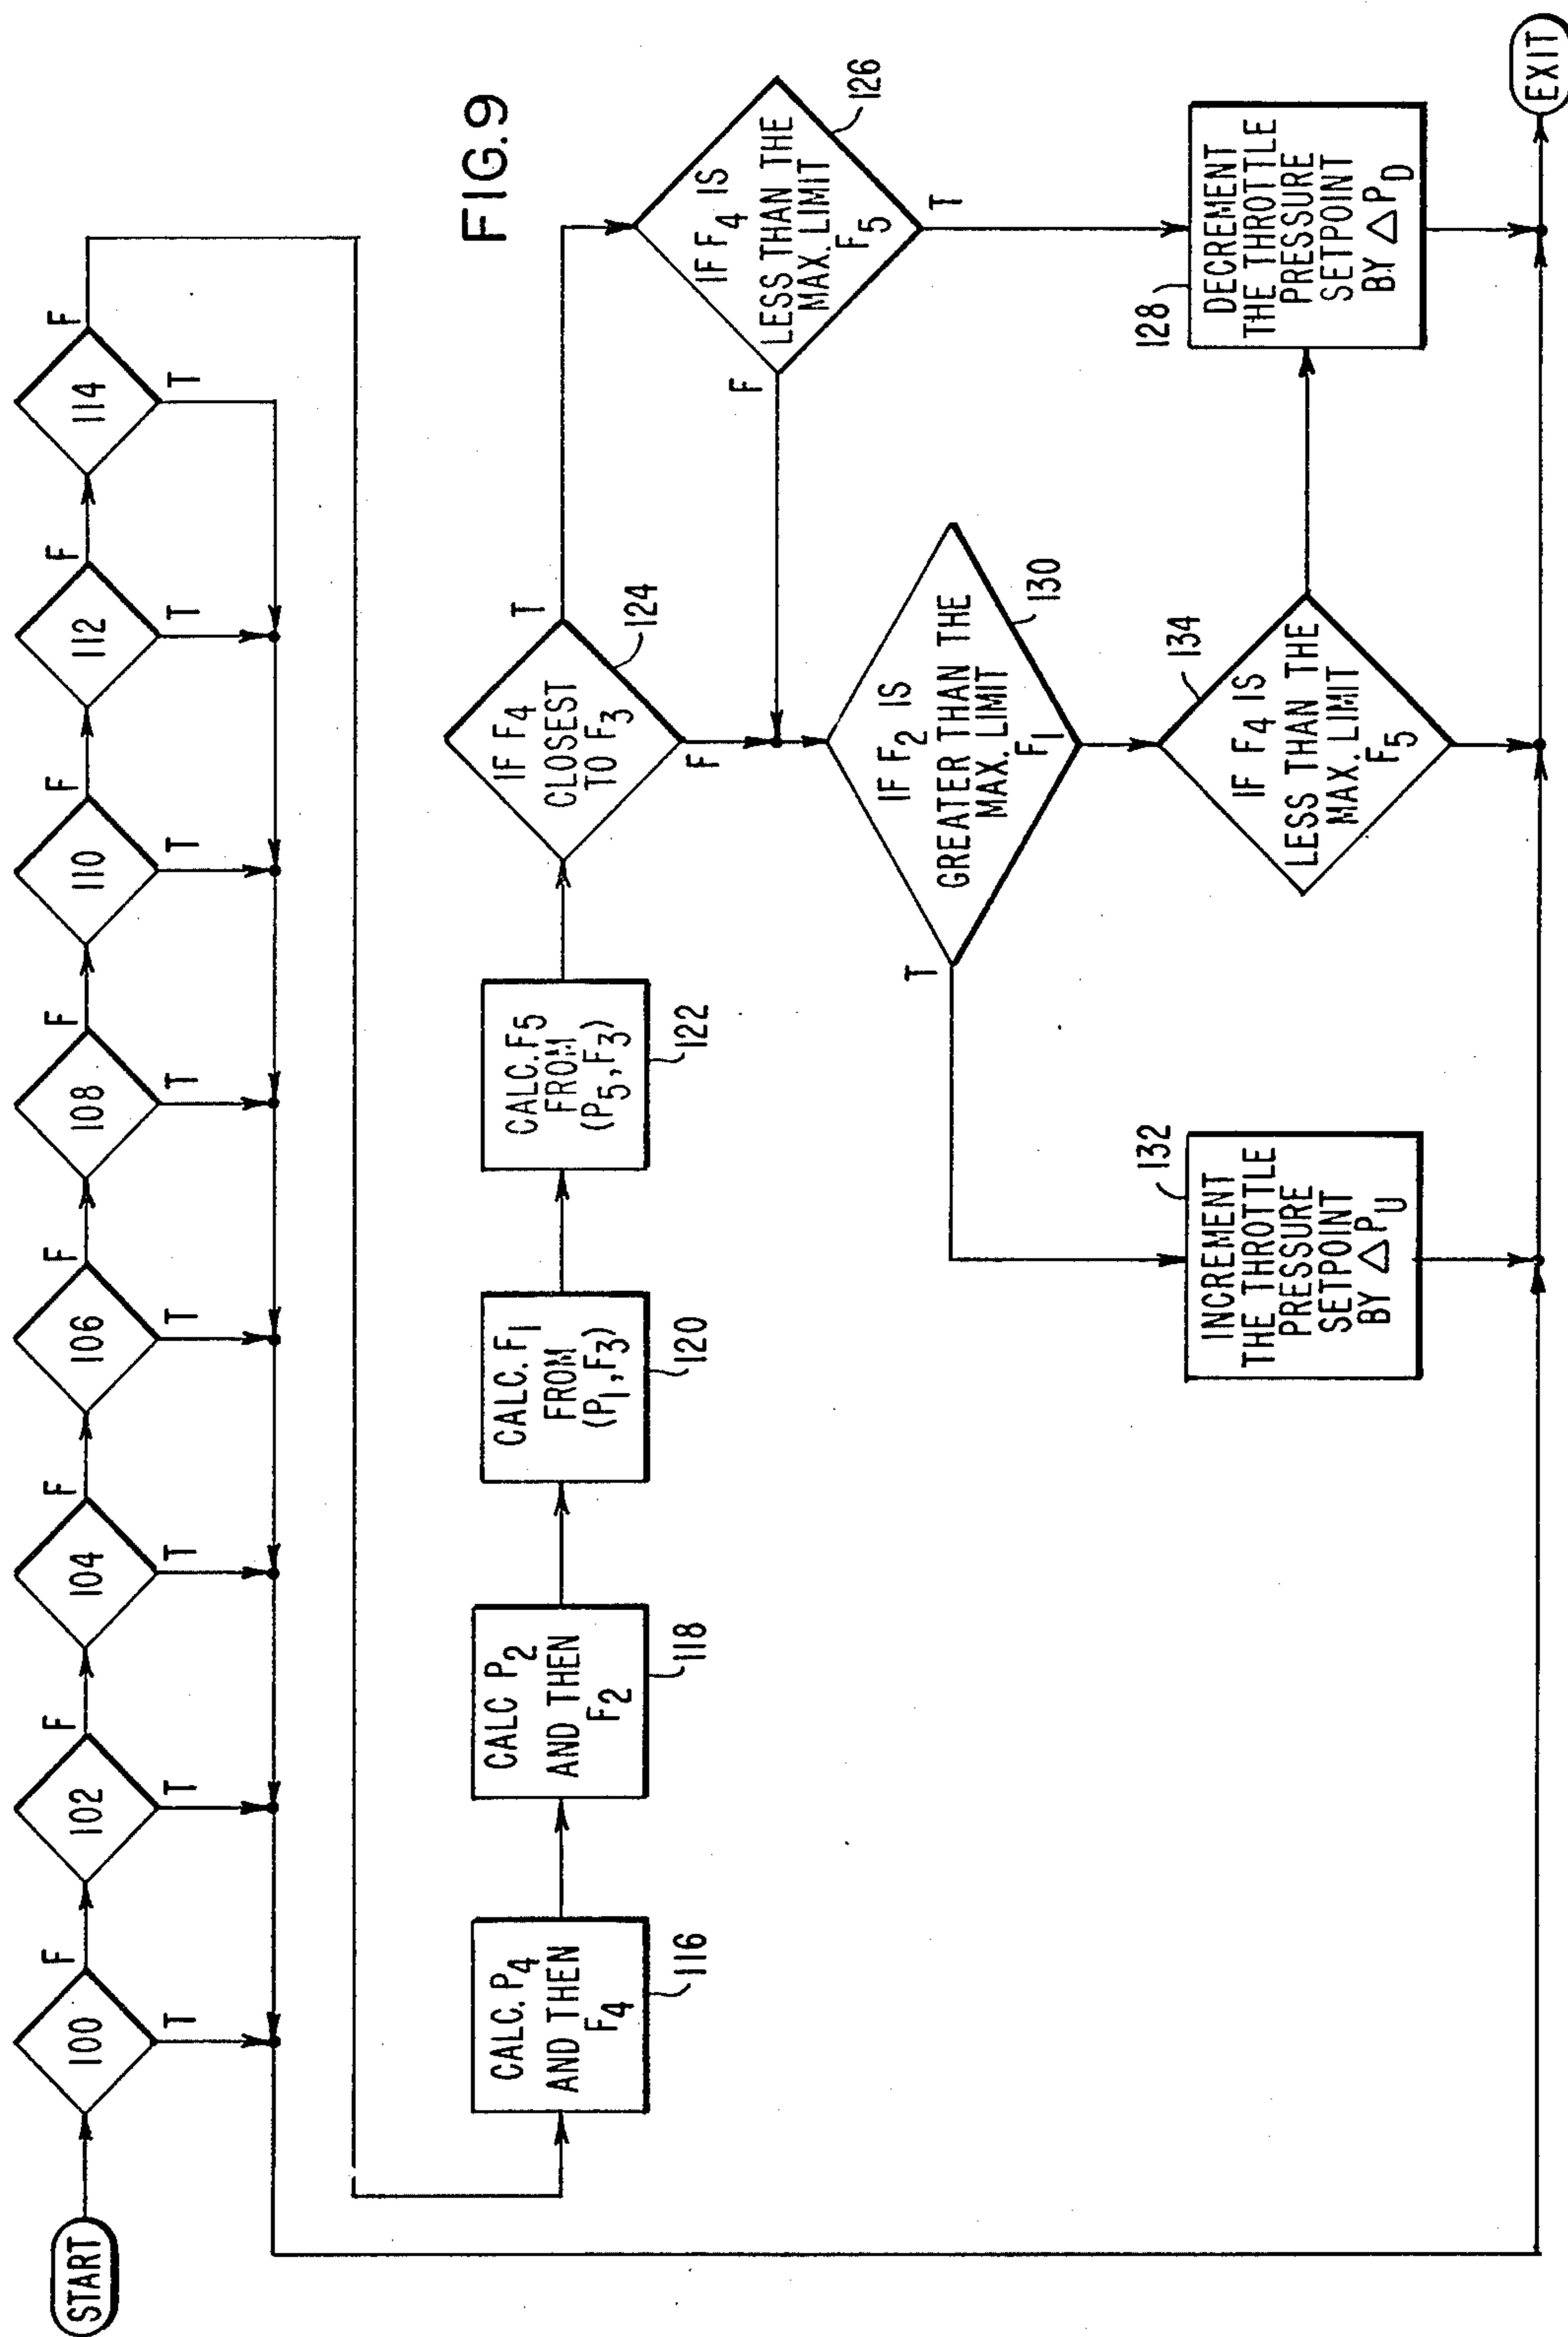 START
100
T
F
102
T
F
104
T
F
106
T
F
108
T
F
110
T
F
112
T
F
114
T
F
FIG.9
CALC. P4
AND THEN
F4
116
CALC P2
AND THEN
F2
118
CALC. F1
FROM
(P1, F3)
120
CALC. F5
FROM
(P5, F3)
122
IF F4
CLOSEST
TO F3
124
T
F
IF F4 IS
LESS THAN THE
MAX. LIMIT
F5
126
F
T
IF F2 IS
GREATER THAN THE
MAX. LIMIT
F1
130
T
INCREMENT
THE THROTTLE
PRESSURE
SETPOINT
BY △PU
132
IF F4 IS
LESS THAN THE
MAX. LIMIT
F5
134
DECREMENT
THE THROTTLE
PRESSURE
SETPOINT
BY △PD
128
EXIT